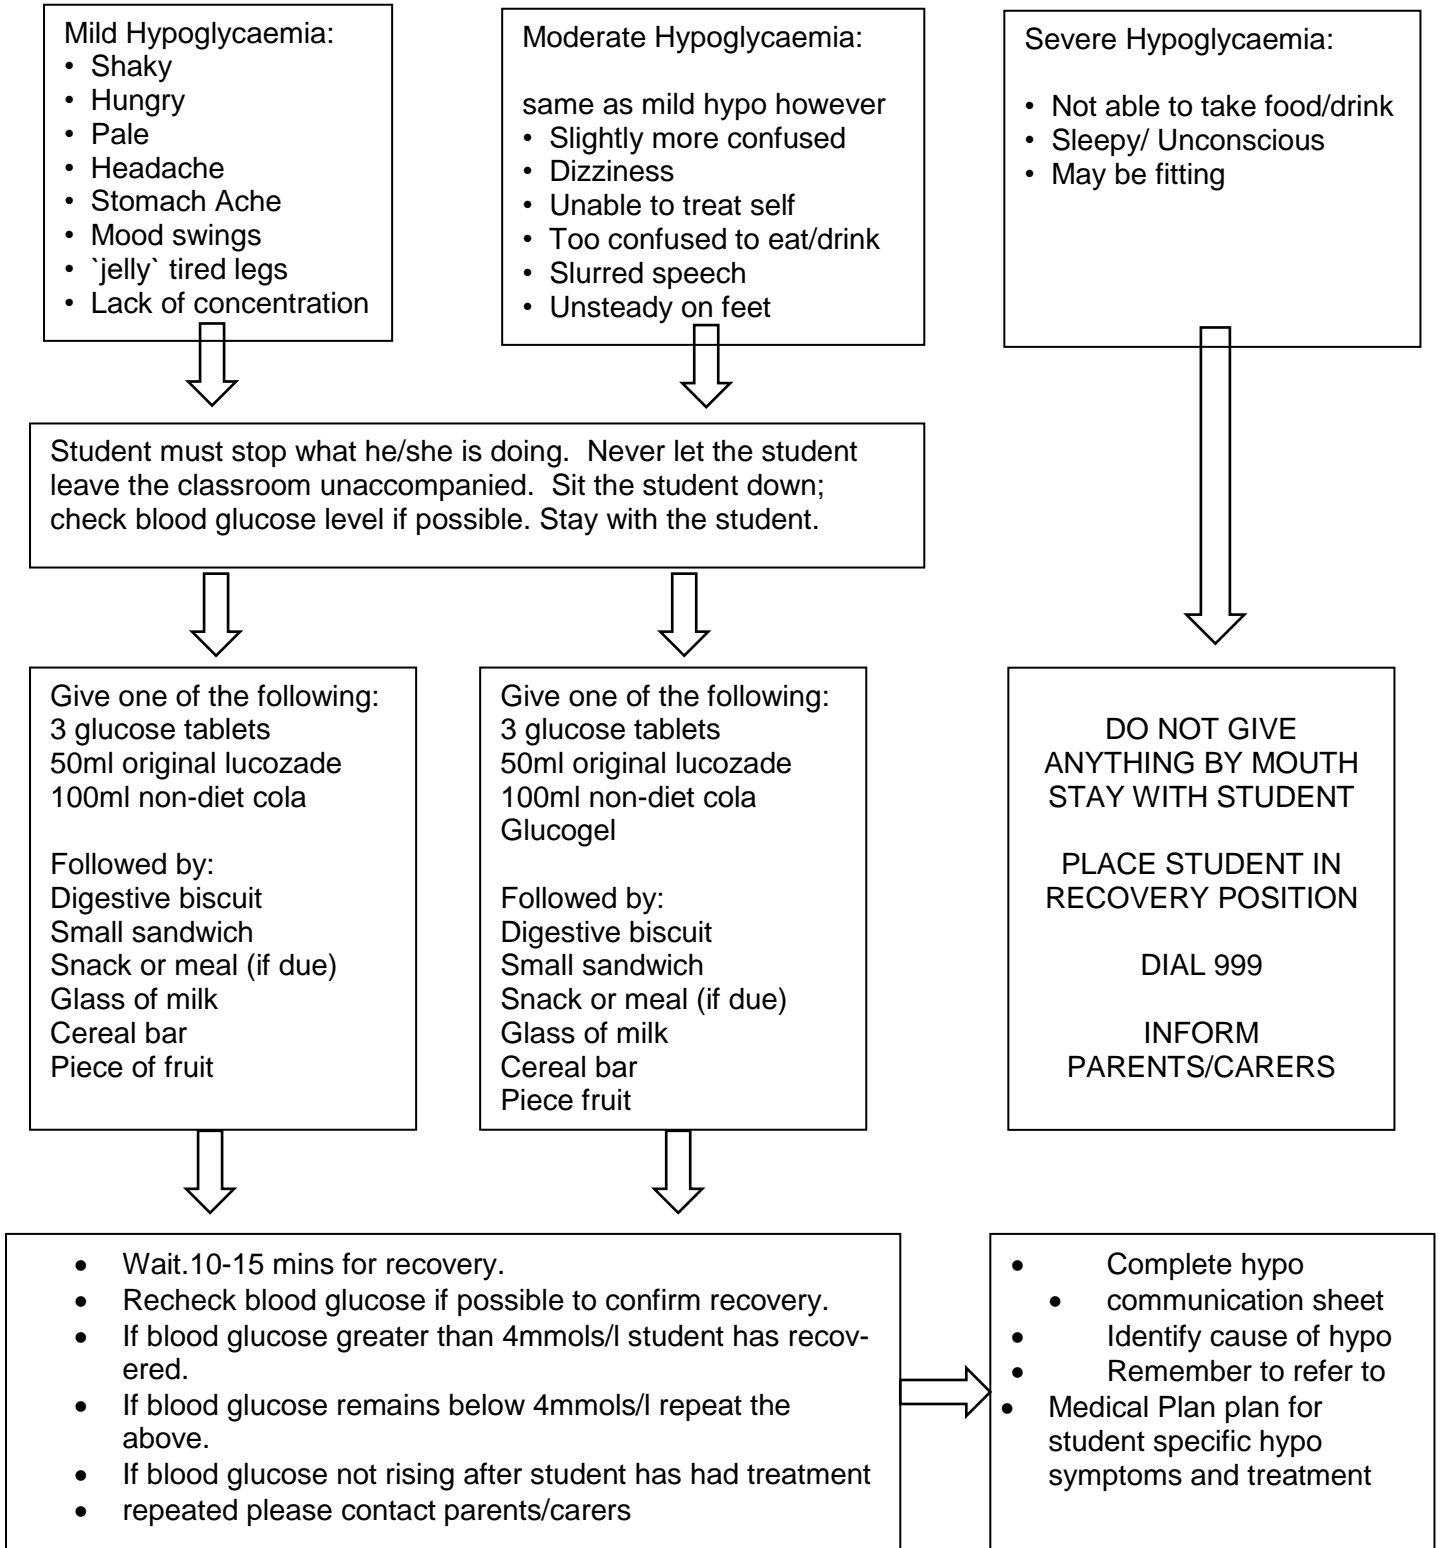 Mild Hypoglycaemia:
• Shaky
• Hungry
• Pale
• Headache
• Stomach Ache
• Mood swings
• `jelly` tired legs
• Lack of concentration
Moderate Hypoglycaemia:
same as mild hypo however
• Slightly more confused
• Dizziness
• Unable to treat self
• Too confused to eat/drink
• Slurred speech
• Unsteady on feet
Severe Hypoglycaemia:
• Not able to take food/drink
• Sleepy/ Unconscious
• May be fitting
Student must stop what he/she is doing.  Never let the student
leave the classroom unaccompanied.  Sit the student down;
check blood glucose level if possible. Stay with the student.
Give one of the following:
3 glucose tablets
50ml original lucozade
100ml non-diet cola
Followed by:
Digestive biscuit
Small sandwich
Snack or meal (if due)
Glass of milk
Cereal bar
Piece of fruit
Give one of the following:
3 glucose tablets
50ml original lucozade
100ml non-diet cola
Glucogel
Followed by:
Digestive biscuit
Small sandwich
Snack or meal (if due)
Glass of milk
Cereal bar
Piece fruit
DO NOT GIVE
ANYTHING BY MOUTH
STAY WITH STUDENT
PLACE STUDENT IN
RECOVERY POSITION
DIAL 999
INFORM
PARENTS/CARERS
• Wait.10-15 mins for recovery.
• Recheck blood glucose if possible to confirm recovery.
• If blood glucose greater than 4mmols/l student has recov-
ered.
• If blood glucose remains below 4mmols/l repeat the
above.
• If blood glucose not rising after student has had treatment
• repeated please contact parents/carers
• Complete hypo
• communication sheet
• Identify cause of hypo
• Remember to refer to
• Medical Plan plan for
student specific hypo
symptoms and treatment